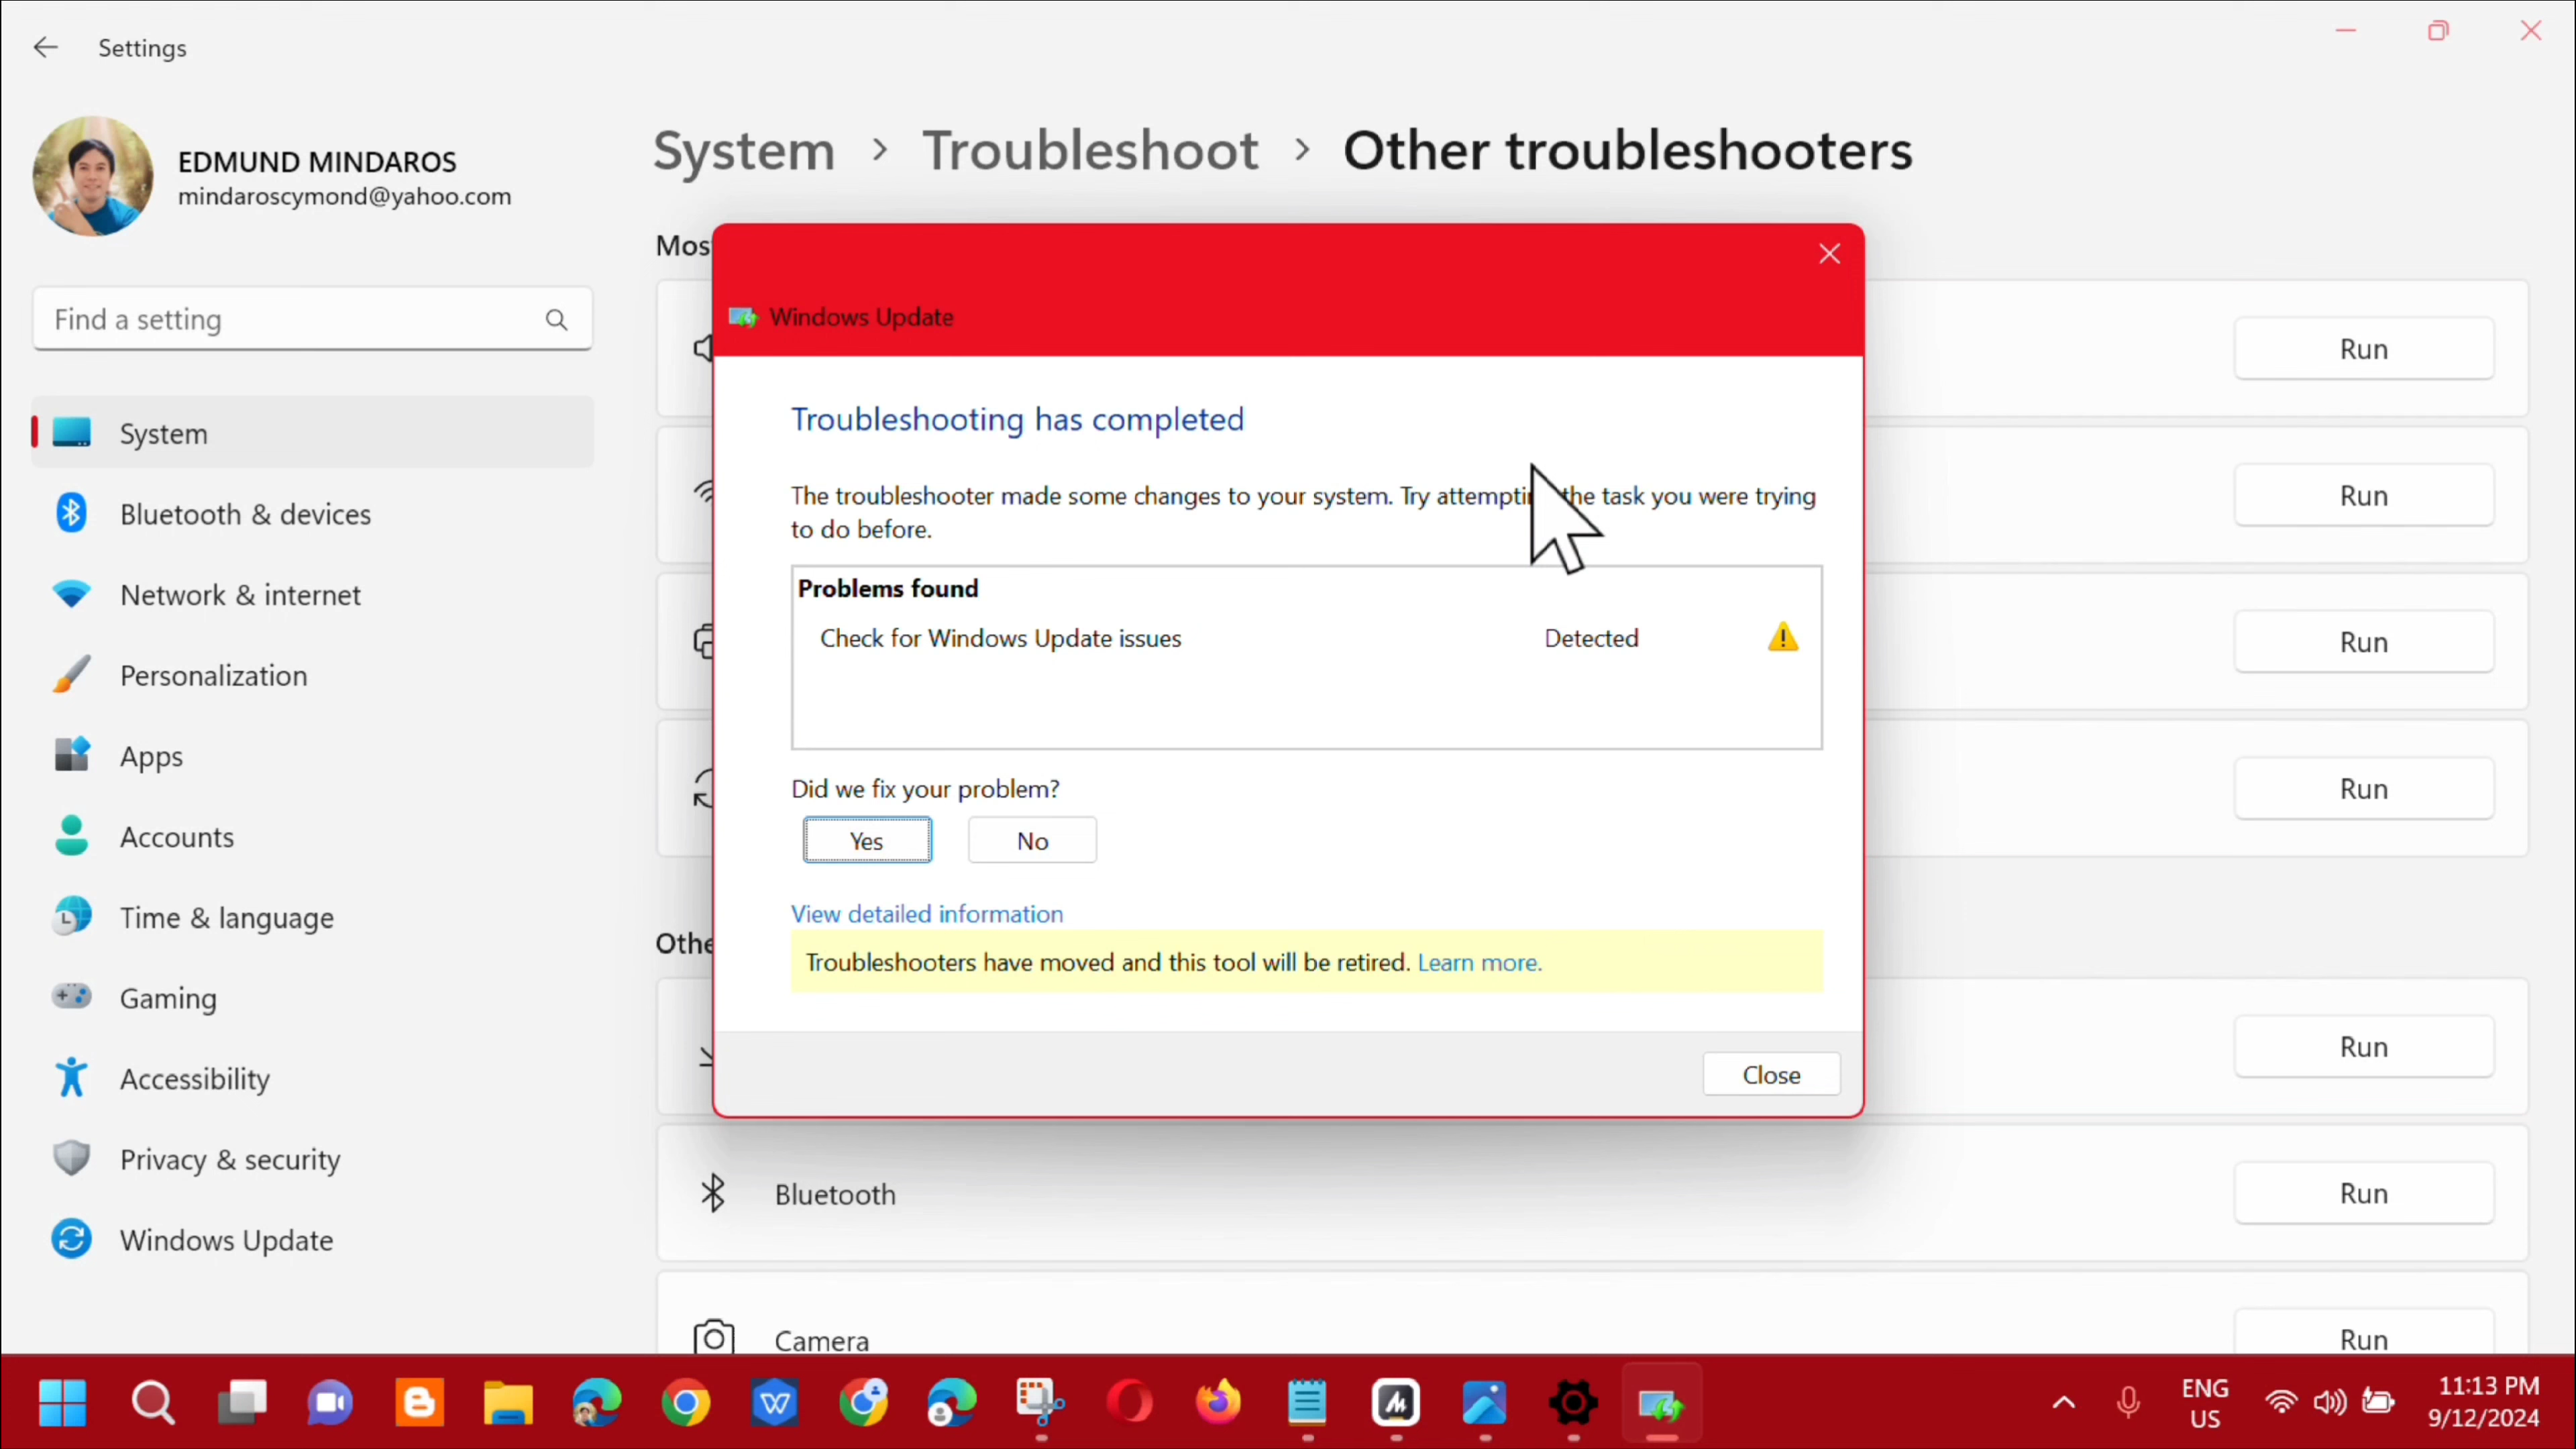 Settings
EDMUND MINDAROS
mindaroscymond@yahoo.com
Find a setting
System
Bluetooth & devices
Network & internet
Personalization
Apps
Accounts
Time & language
Gaming
Accessibility
Privacy & security
Windows Update
System > Troubleshoot > Other troubleshooters
Mos
Run
Run
Run
Run
Othe
Run
Bluetooth
Run
Camera
Run
Windows Update
Troubleshooting has completed
The troubleshooter made some changes to your system. Try attempti the task you were trying
to do before.
Problems found
Check for Windows Update issues Detected
Did we fix your problem?
Yes No
View detailed information
Troubleshooters have moved and this tool will be retired. Learn more.
Close
ENG
US
11:13 PM
9/12/2024